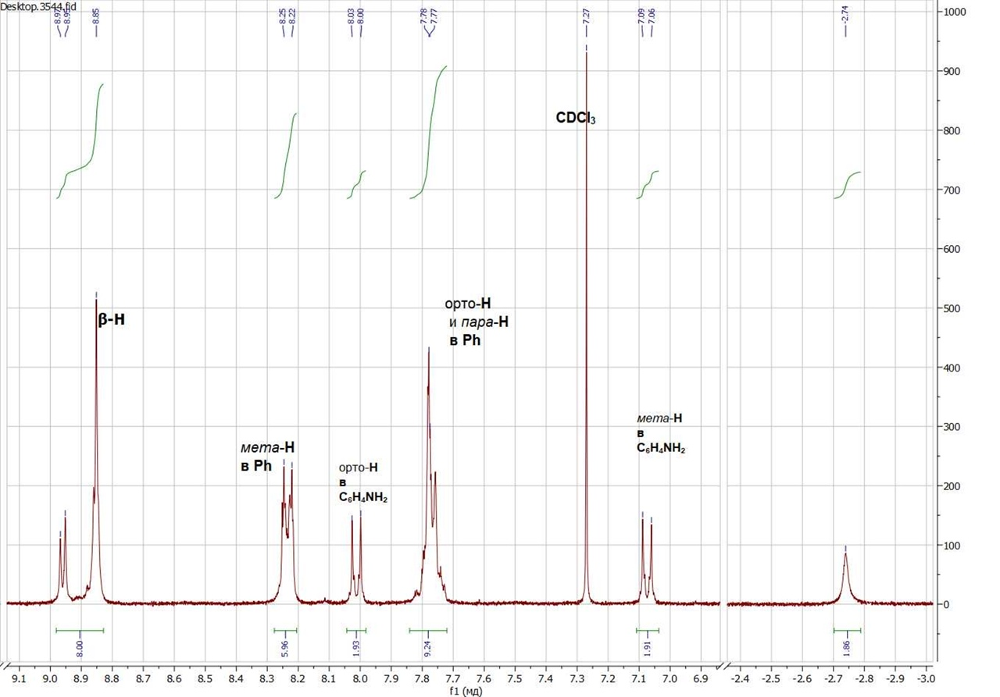 Desktop.3544.fid
8.97
8.95
8.85
8.25
8.22
8.03
8.00
7.78
7.77
7.27
7.09
7.06
-2.74
1000
900
800
700
600
500
400
300
200
100
0
CDCl₃
β-H
орто-H
и пара-H
в Ph
мета-H
в Ph
орто-H
в
C₆H₄NH₂
мета-H
в
C₆H₄NH₂
8.00
5.96
1.93
9.24
1.91
1.86
9.1 9.0 8.9 8.8 8.7 8.6 8.5 8.4 8.3 8.2 8.1 8.0 7.9 7.8 7.7 7.6 7.5 7.4 7.3 7.2 7.1 7.0 6.9 -2.4 -2.5 -2.6 -2.7 -2.8 -2.9 -3.0
f1 (мд)